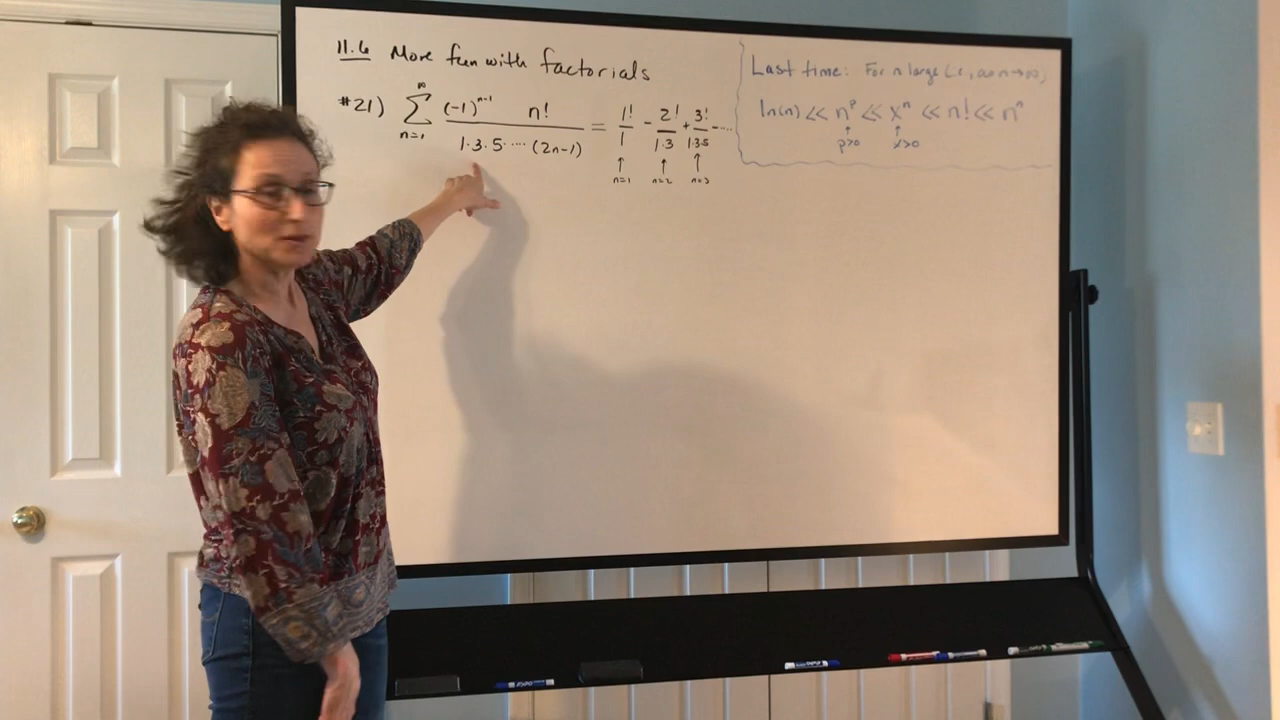 11.6 More fun with factorials
#21) ∞∑n=1 (-1)^(n-1) n! / 1·3·5·····(2n-1) = 1!/1 - 2!/1·3 + 3!/1·3·5 - ····
↑ n=1 ↑ n=2 ↑ n=3
Last time: For n large (i.e., as n→∞)
ln(n) << n^p << x^n << n! << n^n
↑ p>0 ↑ x>0
EXPO